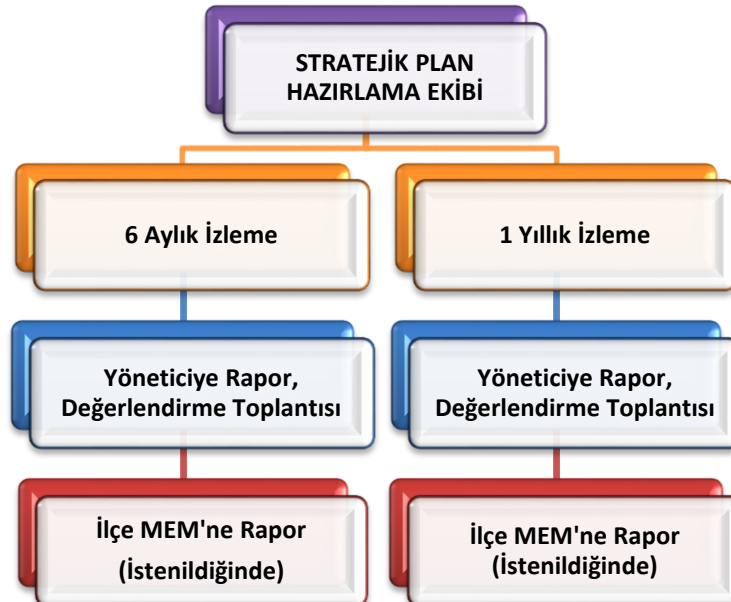 STRATEJİK PLAN
HAZIRLAMA EKİBİ
6 Aylık İzleme
1 Yıllık İzleme
Yöneticiye Rapor,
Değerlendirme Toplantısı
Yöneticiye Rapor,
Değerlendirme Toplantısı
İlçe MEM'ne Rapor
(İstenildiğinde)
İlçe MEM'ne Rapor
(İstenildiğinde)